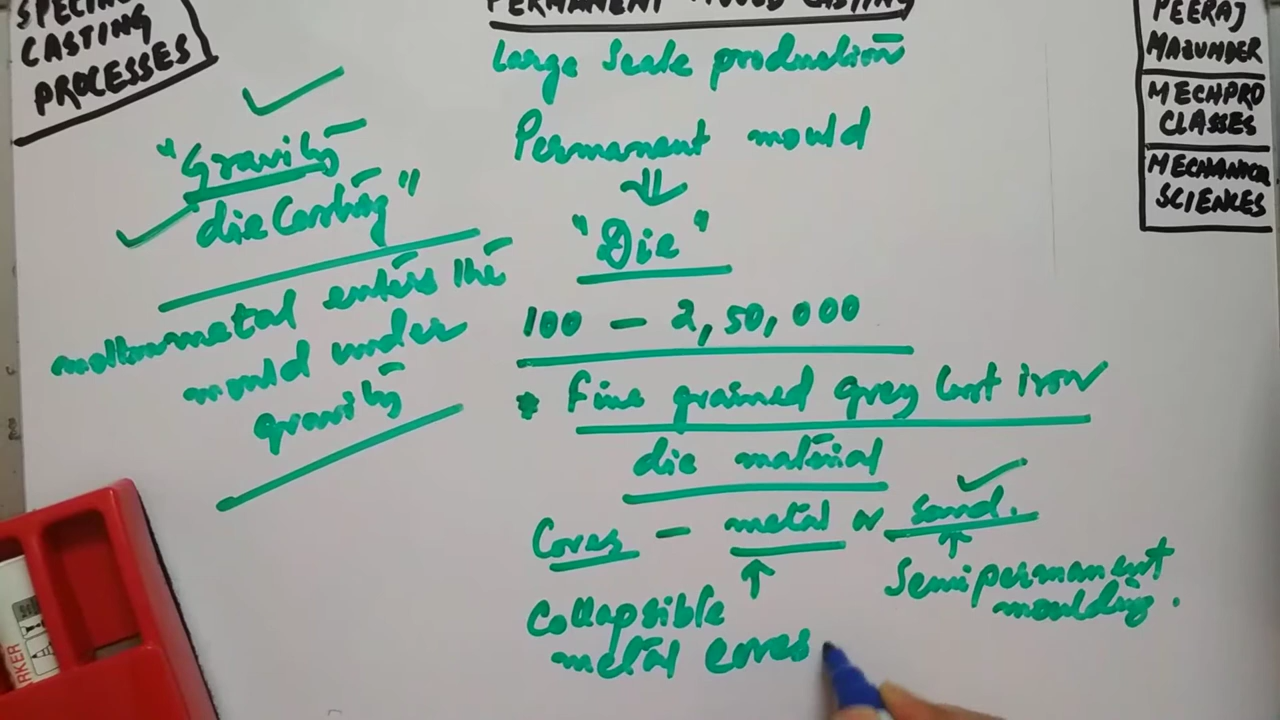 SPECIAL
CASTING
PROCESSES
PERMANENT MOULD CASTING
Large Scale production
Permanent mould
"Die"
100 – 2,50,000
* Fine grained grey Cast iron
die material
Cores – metal or sand.
Collapsible
metal cores
Semipermanent
moulding.
"Gravity
die Casting"
molten metal enters the
mould under
gravity
PEERAJ
MAZUMDER
MECHPRO
CLASSES
MECHANICAL
SCIENCES
MARKER